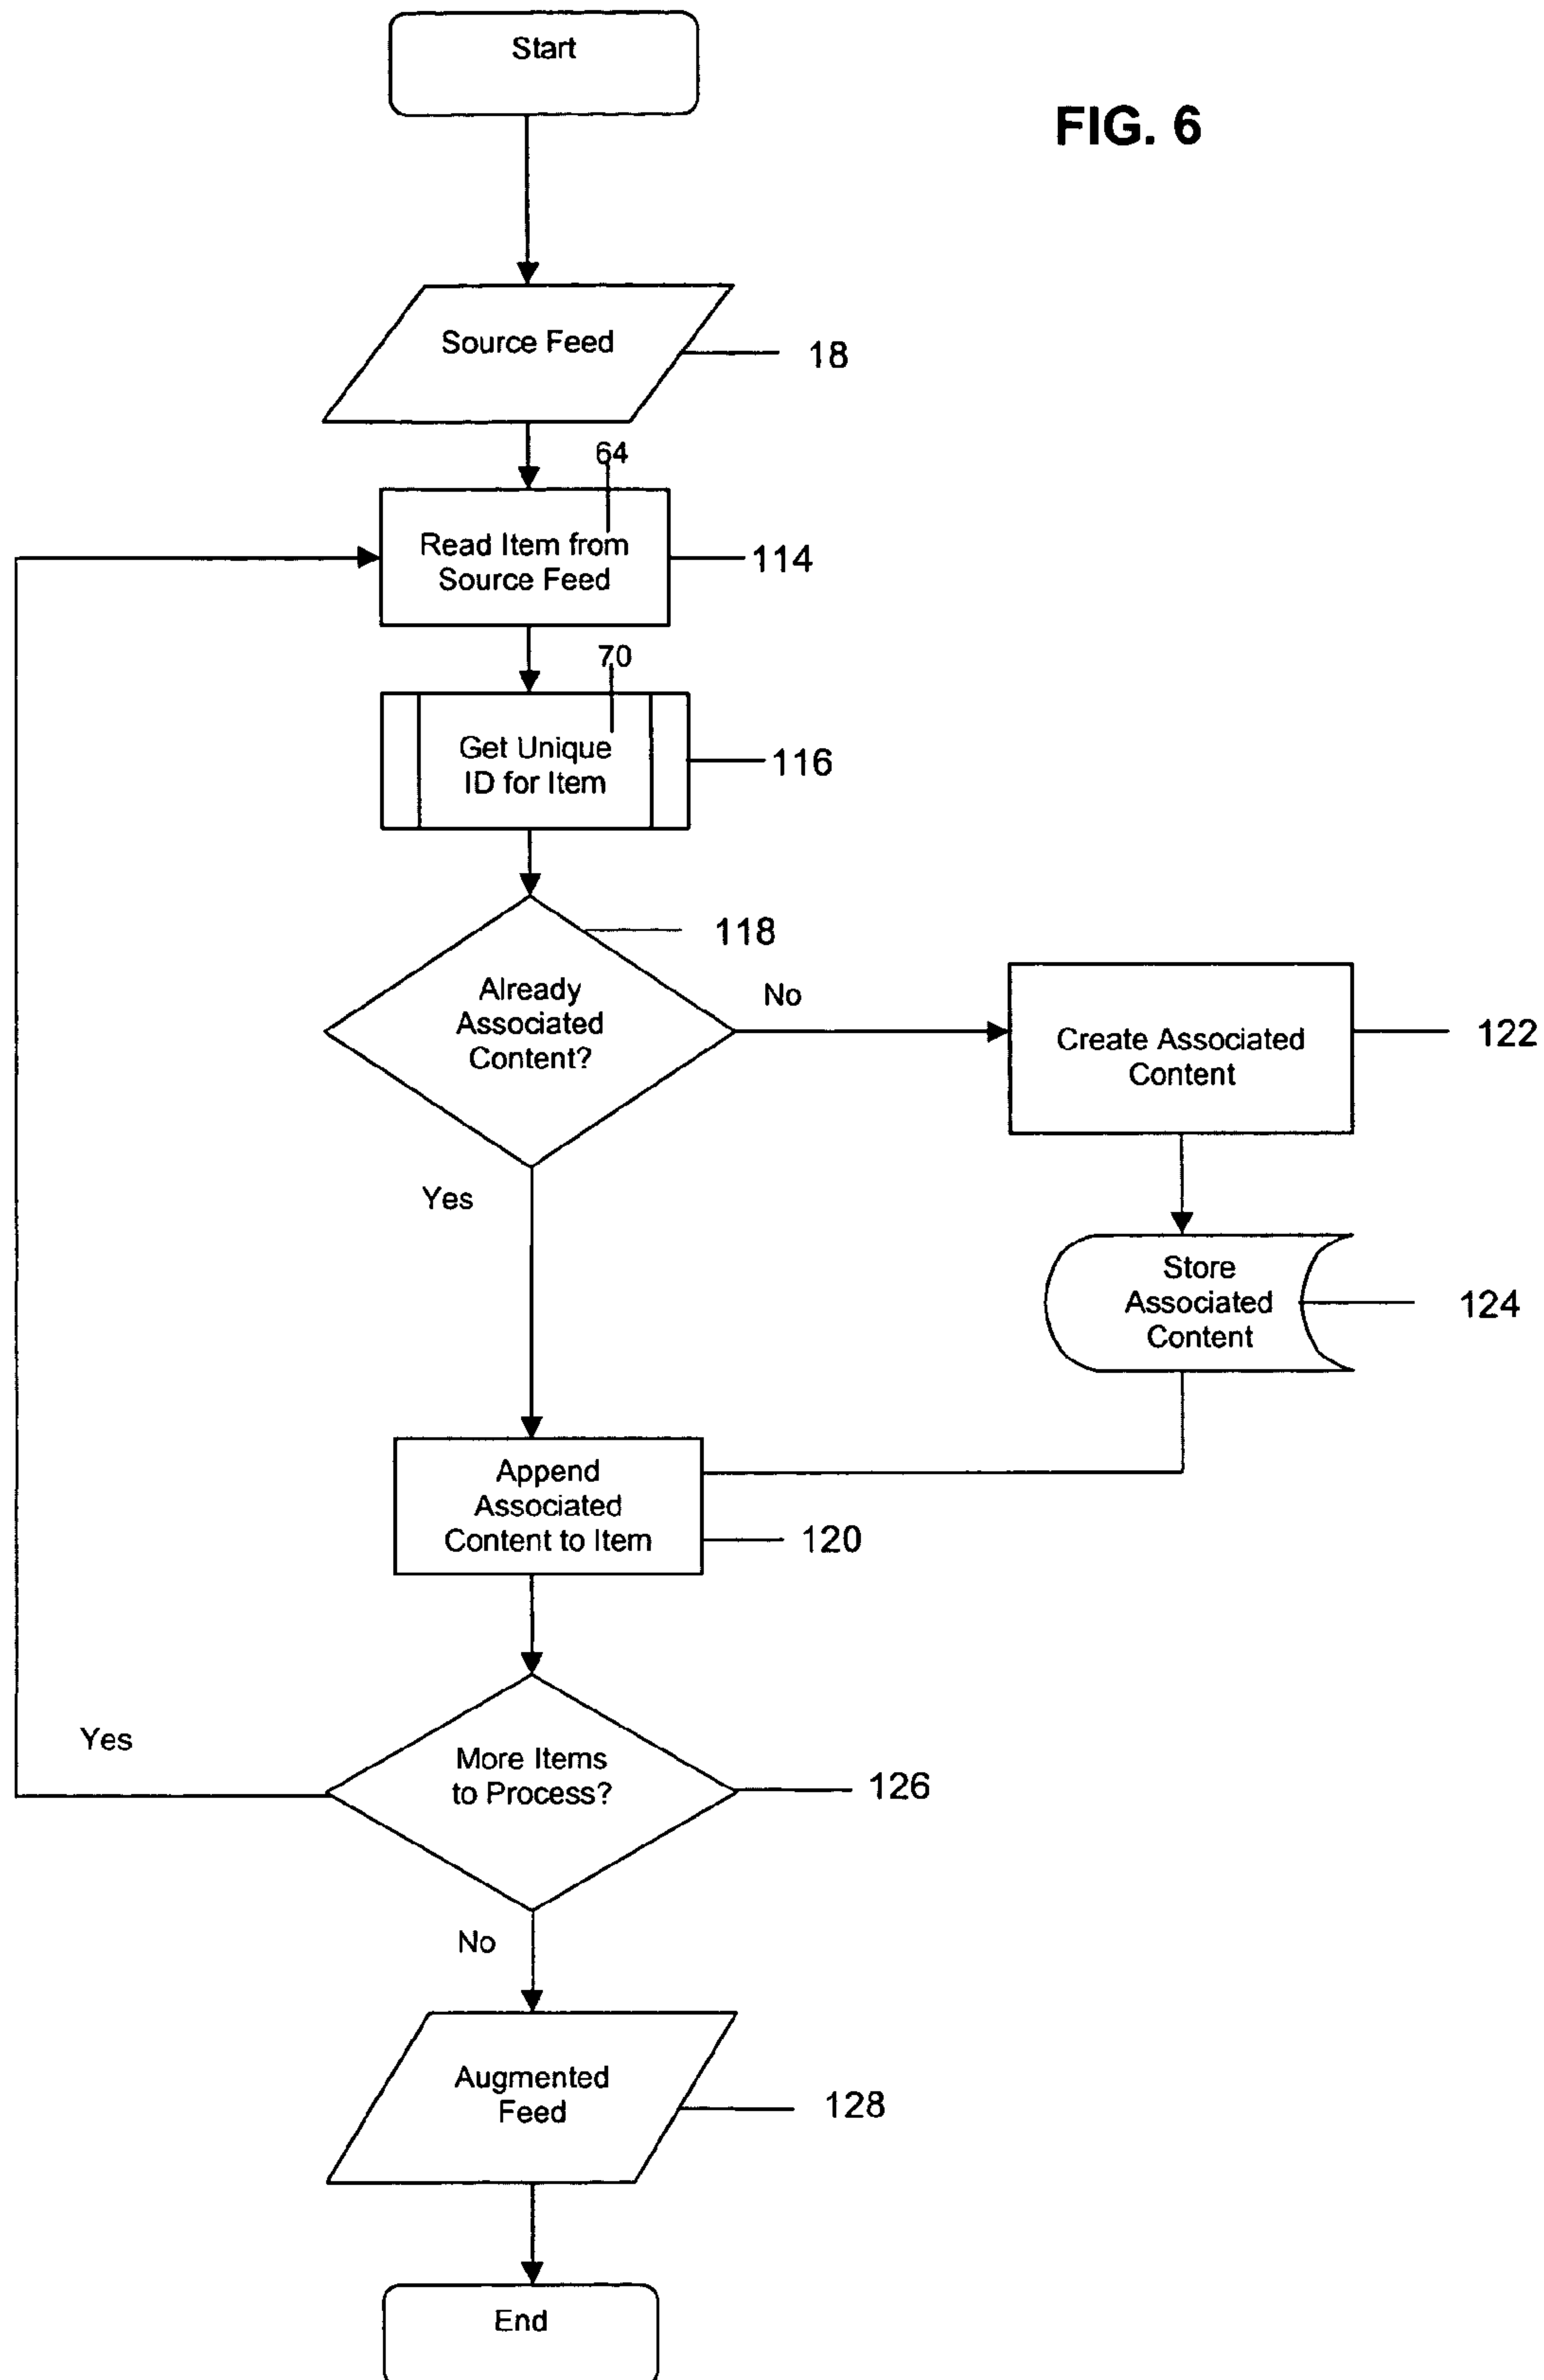 Start
FIG. 6
Source Feed
18
64
Read Item from
Source Feed
114
70
Get Unique
ID for Item
116
118
Already
Associated
Content?
No
Create Associated
Content
122
Yes
Store
Associated
Content
124
Append
Associated
Content to Item
120
Yes
More Items
to Process?
126
No
Augmented
Feed
128
End